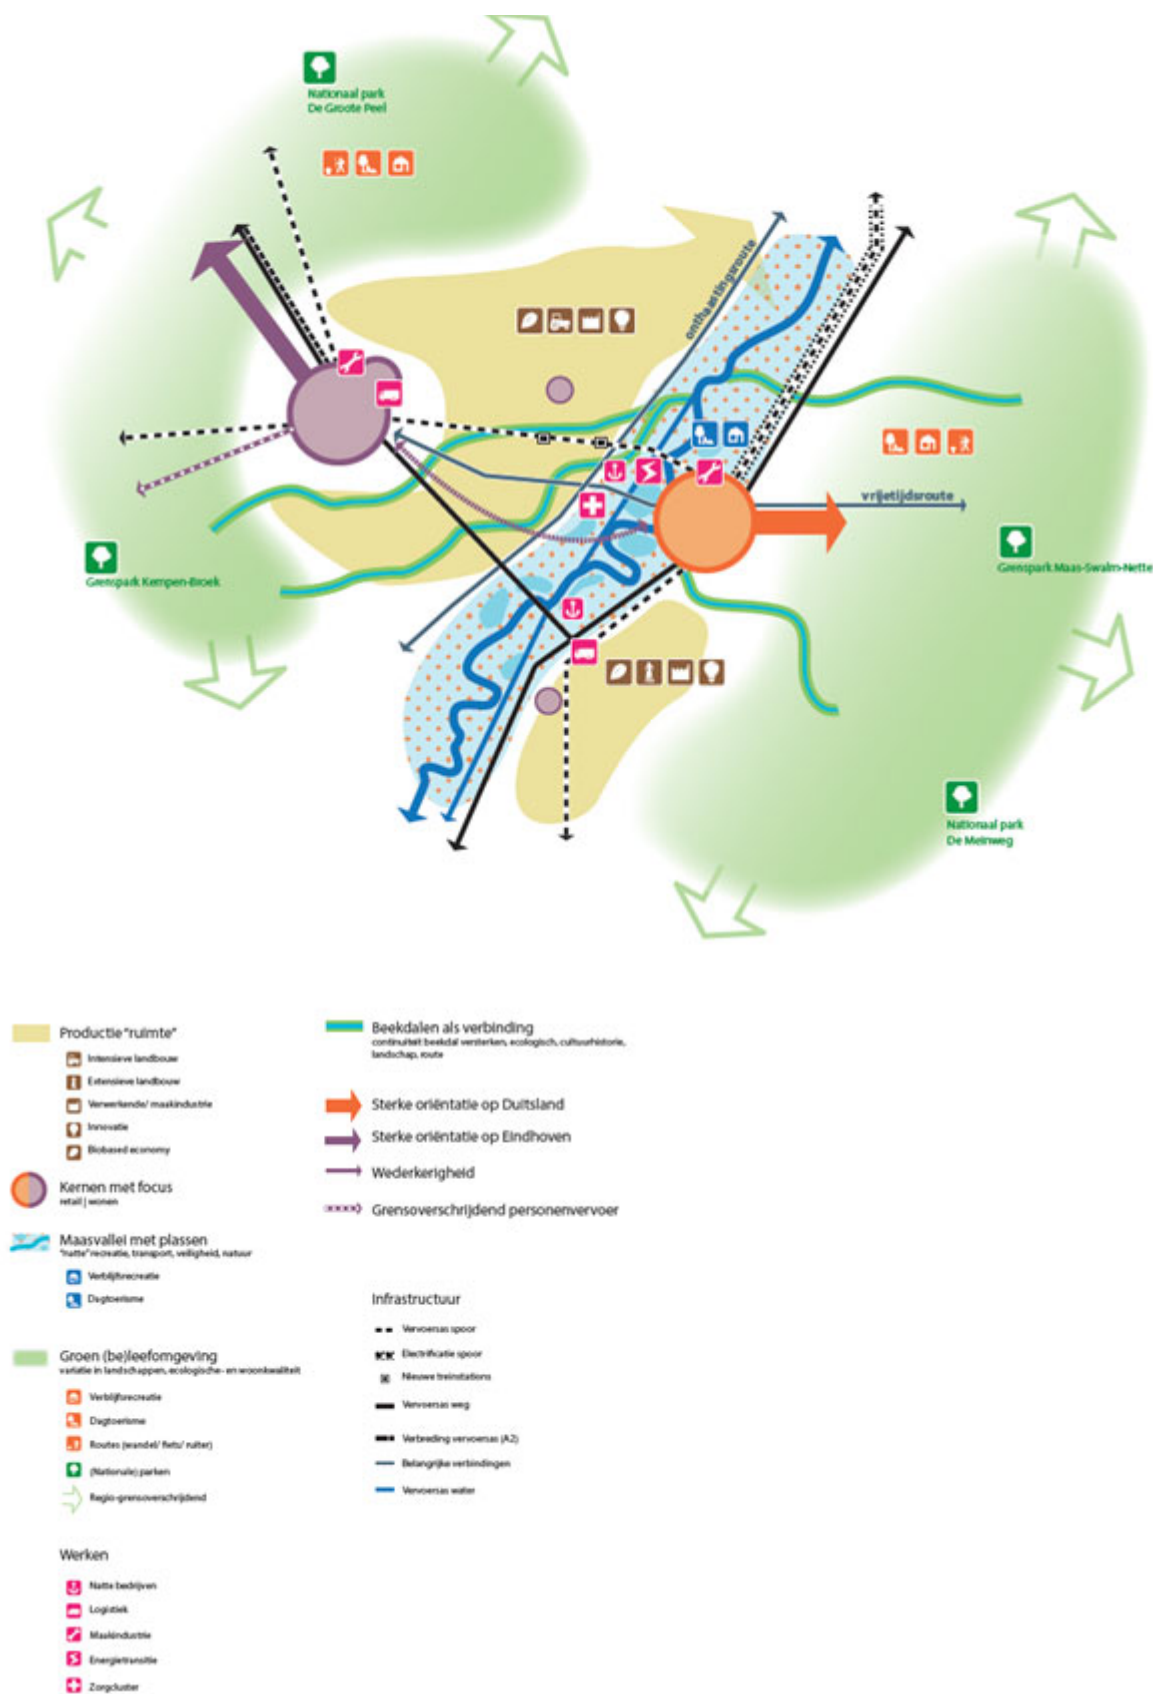 Nationaal park
De Groote Peel
onthaastingsroute
vrijetijdsroute
Grenspark Kempen-Broek
Grenspark Maas-Swalm-Nette
Nationaal park
De Meinweg
Productie "ruimte"
Intensieve landbouw
Extensieve landbouw
Verwerkende/ maakindustrie
Innovatie
Biobased economy
Kernen met focus
retail | wonen
Maasvallei met plassen
"natte" recreatie, transport, veiligheid, natuur
Verblijfsrecreatie
Dagtoerisme
Groen (be)leefomgeving
variatie in landschappen, ecologische- en woonkwaliteit
Verblijfsrecreatie
Dagtoerisme
Routes (wandel/ fiets/ ruiter)
(Nationale) parken
Regio-grensoverschrijdend
Werken
Natte bedrijven
Logistiek
Maakindustrie
Energietransitie
Zorgcluster
Beekdalen als verbinding
continuïteit beekdal versterken, ecologisch, cultuurhistorie,
landschap, route
Sterke oriëntatie op Duitsland
Sterke oriëntatie op Eindhoven
Wederkerigheid
Grensoverschrijdend personenvervoer
Infrastructuur
Vervoersas spoor
Electrificatie spoor
Nieuwe treinstations
Vervoersas weg
Verbreding vervoersas (A2)
Belangrijke verbindingen
Vervoersas water